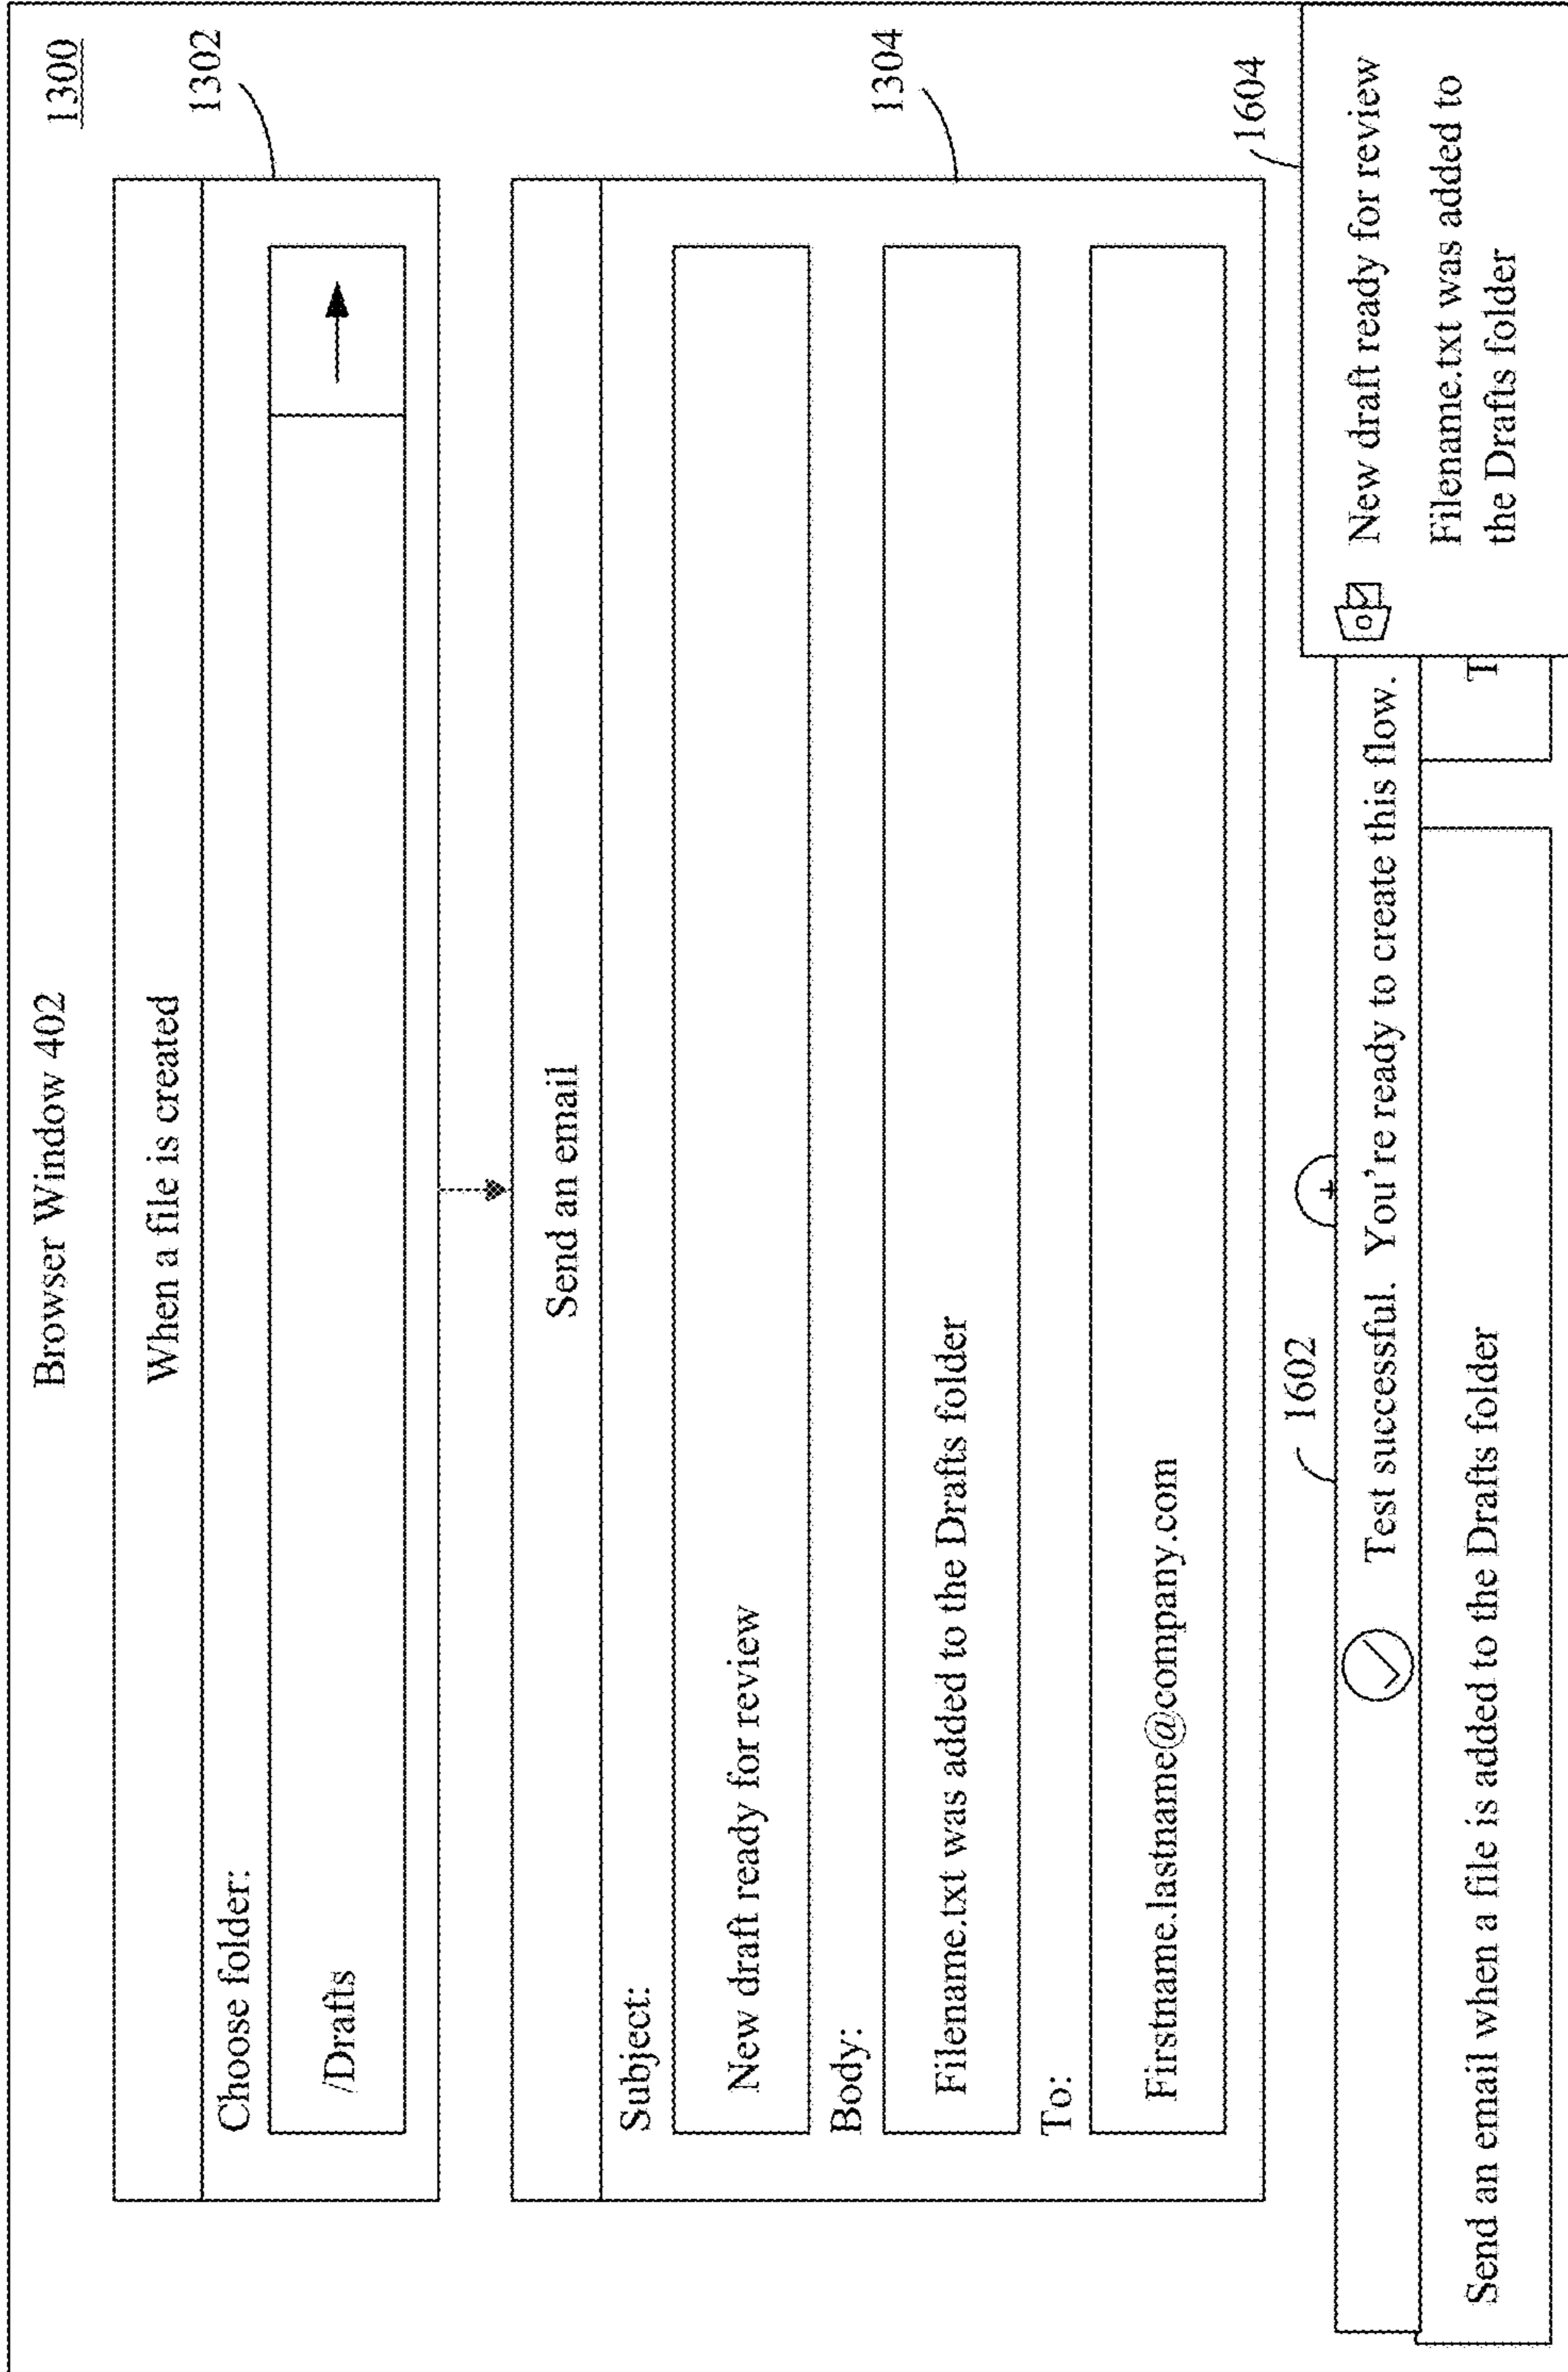 Browser Window 402
1300
When a file is created
1302
Choose folder:
/Drafts
Send an email
Subject:
New draft ready for review
1304
Body:
Filename.txt was added to the Drafts folder
To:
Firstname.lastname@company.com
1602
+
1604
Test successful. You're ready to create this flow.
Send an email when a file is added to the Drafts folder
T
New draft ready for review
Filename.txt was added to
the Drafts folder